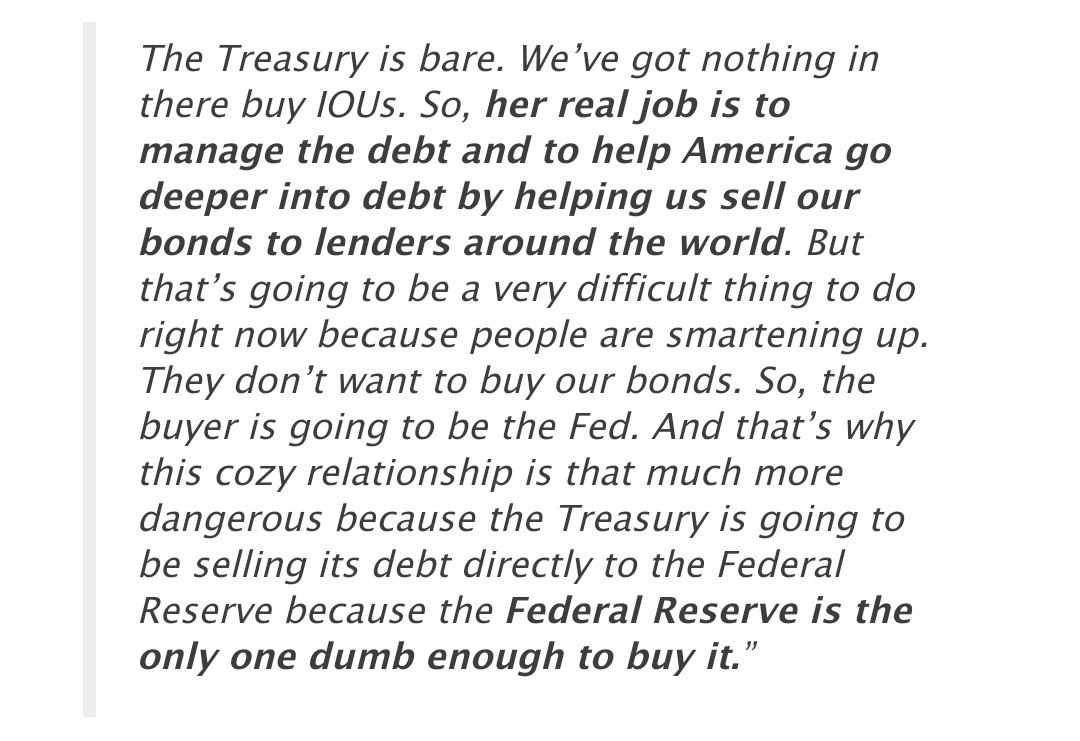 The Treasury is bare. We’ve got nothing in
there buy IOUs. So, her real job is to
manage the debt and to help America go
deeper into debt by helping us sell our
bonds to lenders around the world. But
that’s going to be a very difficult thing to do
right now because people are smartening up.
They don’t want to buy our bonds. So, the
buyer is going to be the Fed. And that’s why
this cozy relationship is that much more
dangerous because the Treasury is going to
be selling its debt directly to the Federal
Reserve because the Federal Reserve is the
only one dumb enough to buy it.”